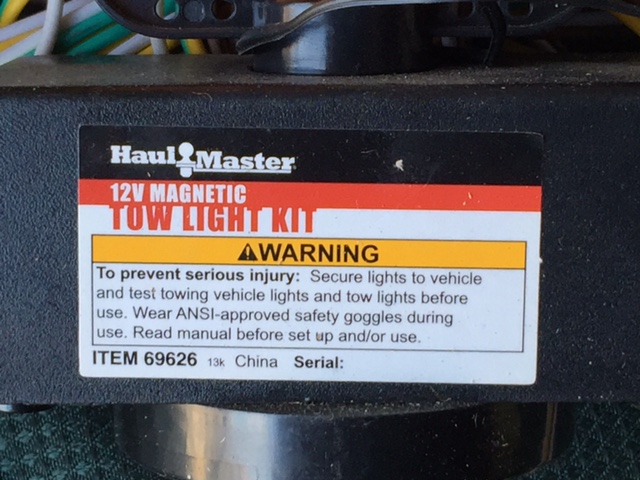 Haul Master
12V MAGNETIC
TOW LIGHT KIT
⚠WARNING
To prevent serious injury: Secure lights to vehicle
and test towing vehicle lights and tow lights before
use. Wear ANSI-approved safety goggles during
use. Read manual before set up and/or use.
ITEM 69626 13k China Serial: